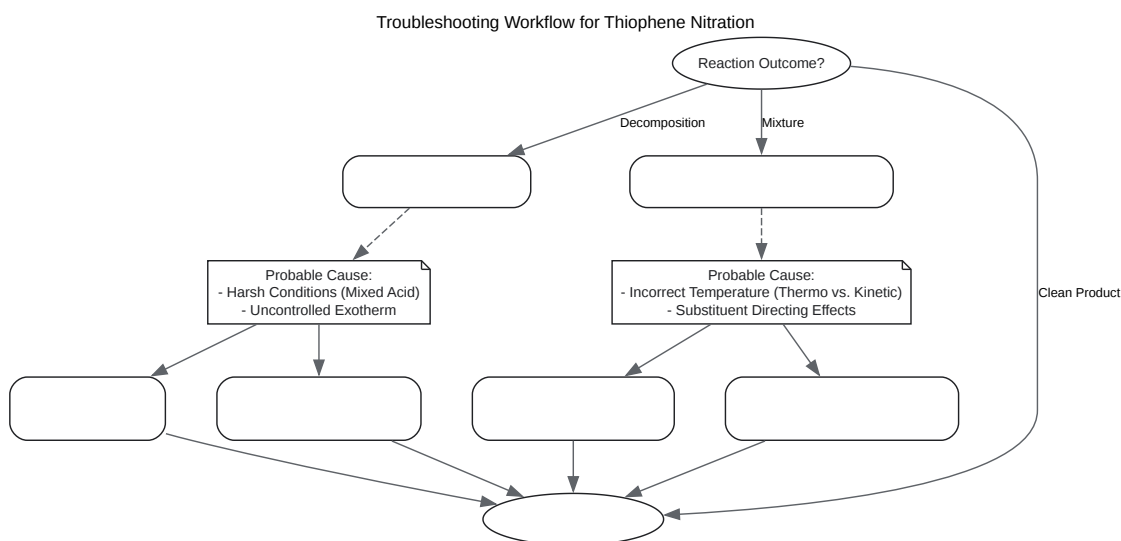 Troubleshooting Workflow for Thiophene Nitration
Reaction Outcome?
Decomposition
Mixture
Probable Cause:
- Harsh Conditions (Mixed Acid)
- Uncontrolled Exotherm
Probable Cause:
- Incorrect Temperature (Thermo vs. Kinetic)
- Substituent Directing Effects
Clean Product